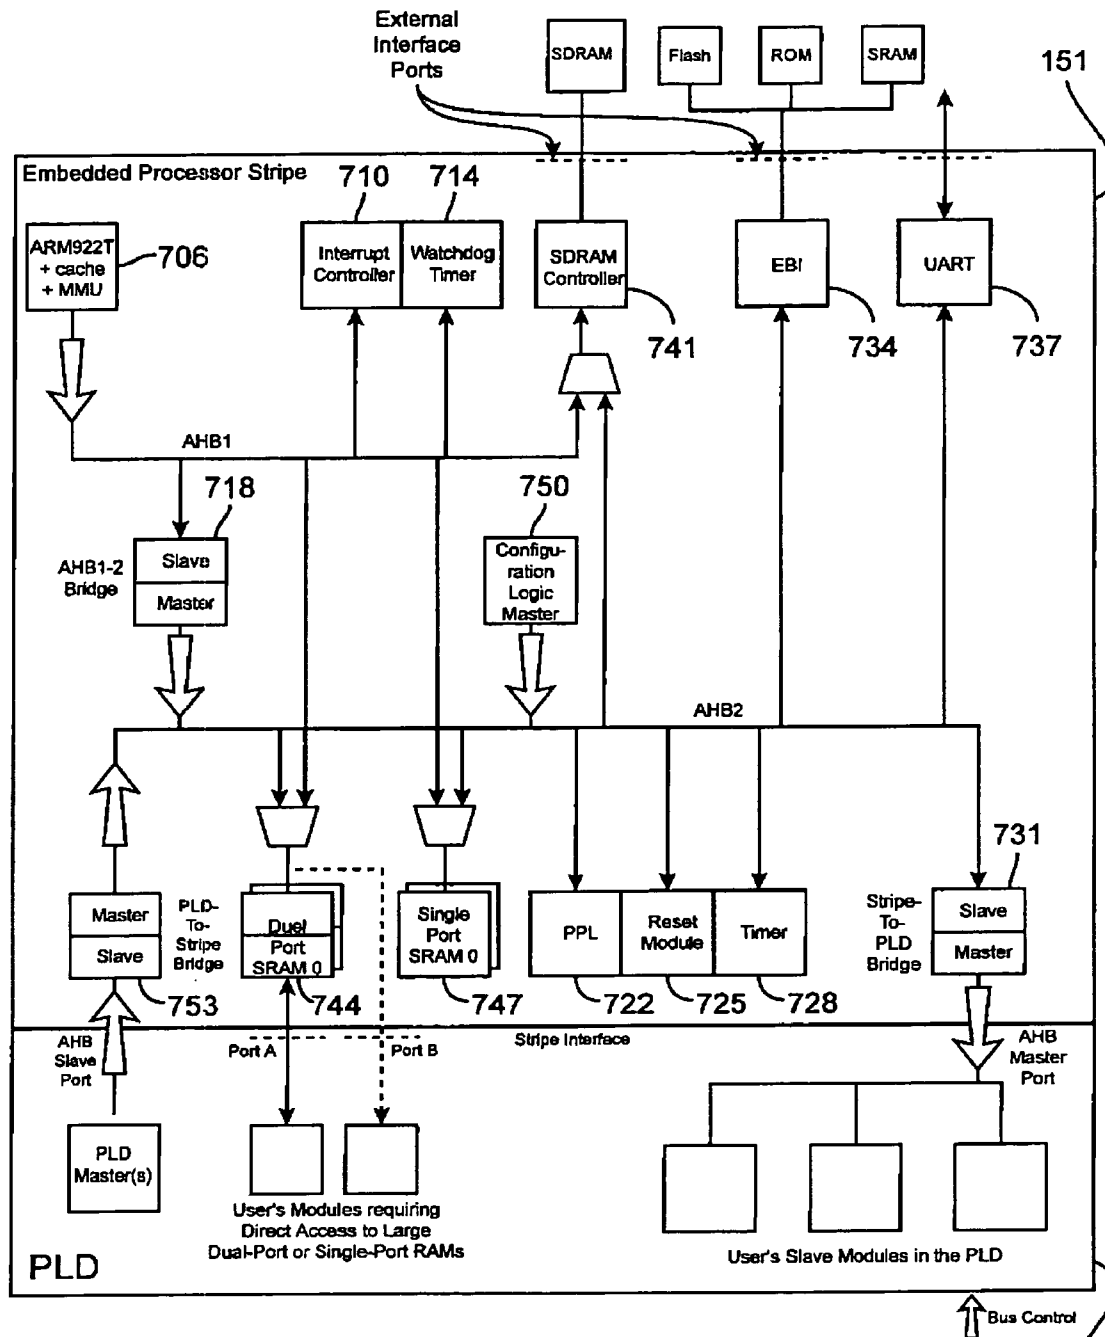 External
Interface
Ports
SDRAM
Flash
ROM
SRAM
151
Embedded Processor Stripe
710
714
ARM922T
+ cache
+ MMU
706
Interrupt
Controller
Watchdog
Timer
SDRAM
Controller
EBI
UART
741
734
737
AHB1
718
750
AHB1-2
Bridge
Slave
Master
Configu-
ration
Logic
Master
AHB2
731
Master
Slave
PLD-
To-
Stripe
Bridge
Duel
Port
SRAM 0
Single
Port
SRAM 0
PPL
Reset
Module
Timer
Stripe-
To-
PLD
Bridge
Slave
Master
753
744
747
722
725
728
AHB
Slave
Port
Port A
Port B
Stripe Interface
AHB
Master
Port
PLD
Master(s)
User's Modules requiring
Direct Access to Large
Dual-Port or Single-Port RAMs
User's Slave Modules in the PLD
PLD
Bus Control